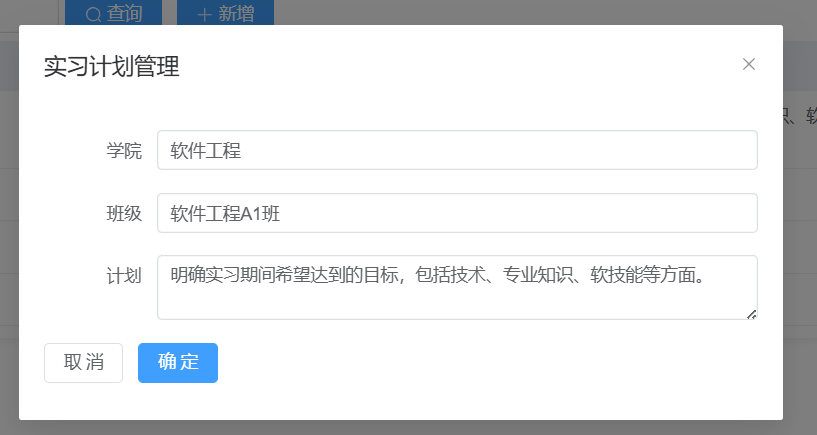 查询 新增
实习计划管理
识、软
学院 软件工程
班级 软件工程A1班
计划 明确实习期间希望达到的目标，包括技术、专业知识、软技能等方面。
取 消 确 定